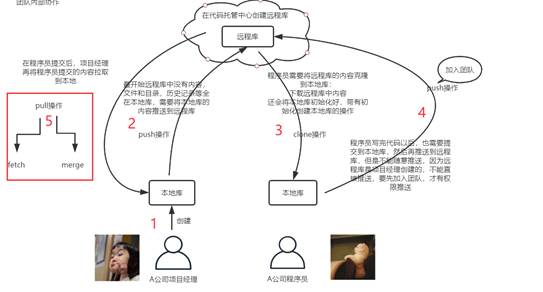 团队内部协作
在代码托管中心创建远程库
远程库
在程序员提交后，项目经理
再将程序员提交的内容拉取
到本地.
pull操作
5
fetch
merge
最开始远程库中没有内容，
文件和目录，历史记录等全
在本地库，需要将本地库的
内容推送到远程库
2
push操作
程序员需要将远程库的内容克隆
到本地库：
下载远程库中内容
还会将本地库初始化好，带有初
始化创建本地库的操作
3
clone操作
加入团队
push操作
4
程序员写完代码以后，也需要提
交到本地库，然后再推送到远程
库，但是不能随意推送，因为远
程库是项目经理创建的，不能直
接推送，要先加入团队，才有权
限推送
本地库
本地库
1
创建
A公司项目经理
A公司程序员